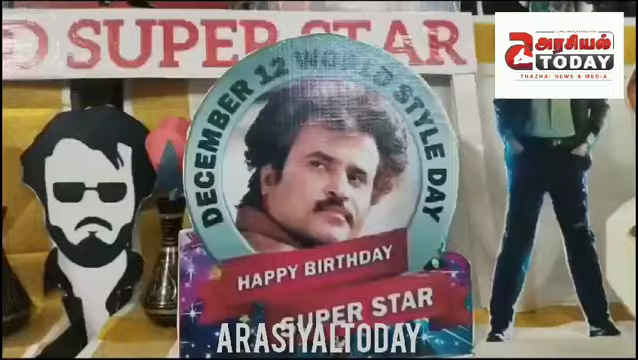 D SUPER STAR
அரசியல்
TODAY
THAZHAI NEWS & MEDIA
DECEMBER 12 WORLD STYLE DAY
HAPPY BIRTHDAY
SUPER STAR
ARASIYALTODAY